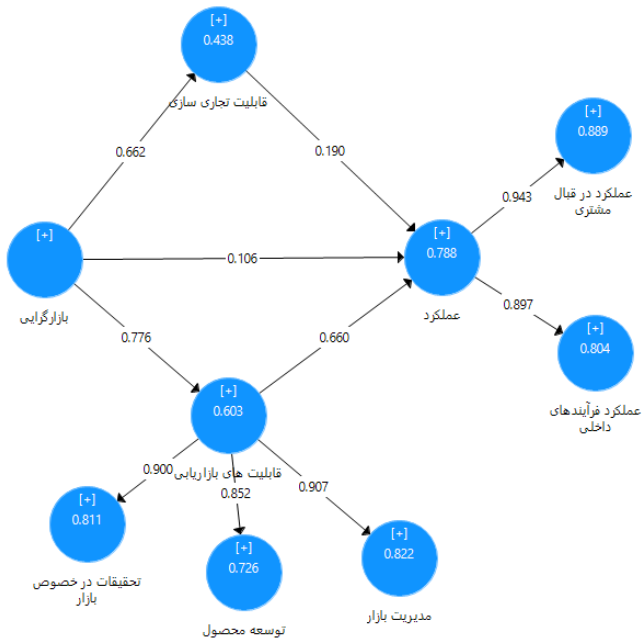 [+]
0.438
قابلیت تجاری سازی
0.662
0.190
[+]
0.889
عملکرد در قبال
مشتری
0.943
[+]
بازارگرایی
0.106
[+]
0.788
عملکرد
0.897
[+]
0.804
عملکرد فرآیندهای
داخلی
0.776
0.660
[+]
0.603
قابلیت های بازاریابی
0.900
0.852
0.907
[+]
0.811
تحقیقات در خصوص
بازار
[+]
0.726
توسعه محصول
[+]
0.822
مدیریت بازار